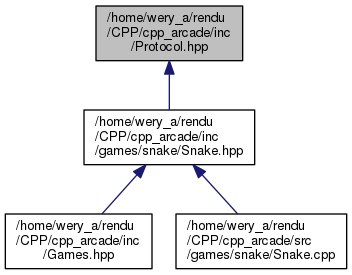 /home/wery_a/rendu
/CPP/cpp_arcade/inc
/Protocol.hpp
/home/wery_a/rendu
/CPP/cpp_arcade/inc
/games/snake/Snake.hpp
/home/wery_a/rendu
/CPP/cpp_arcade/inc
/Games.hpp
/home/wery_a/rendu
/CPP/cpp_arcade/src
/games/snake/Snake.cpp